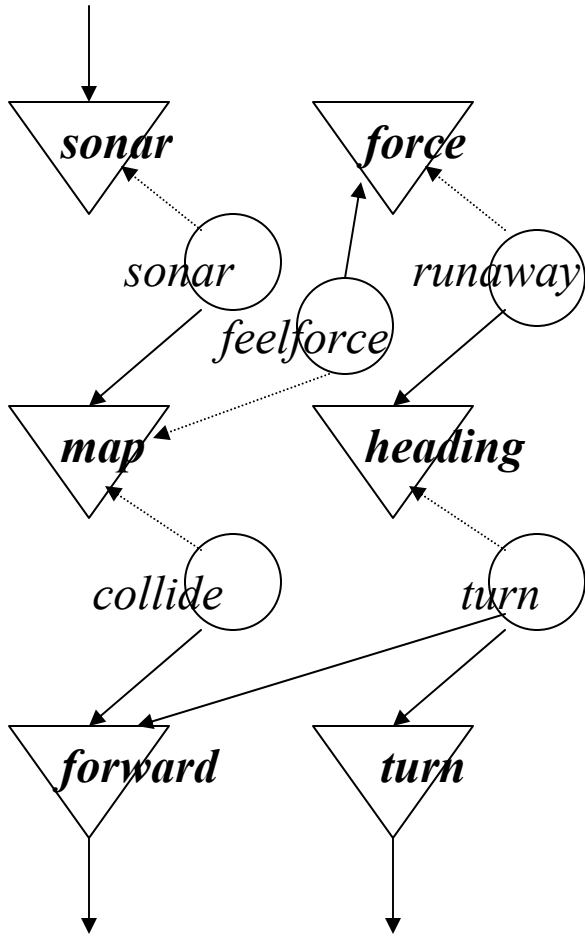 sonar
force
sonar
runaway
feelforce
map
heading
collide
turn
forward
turn